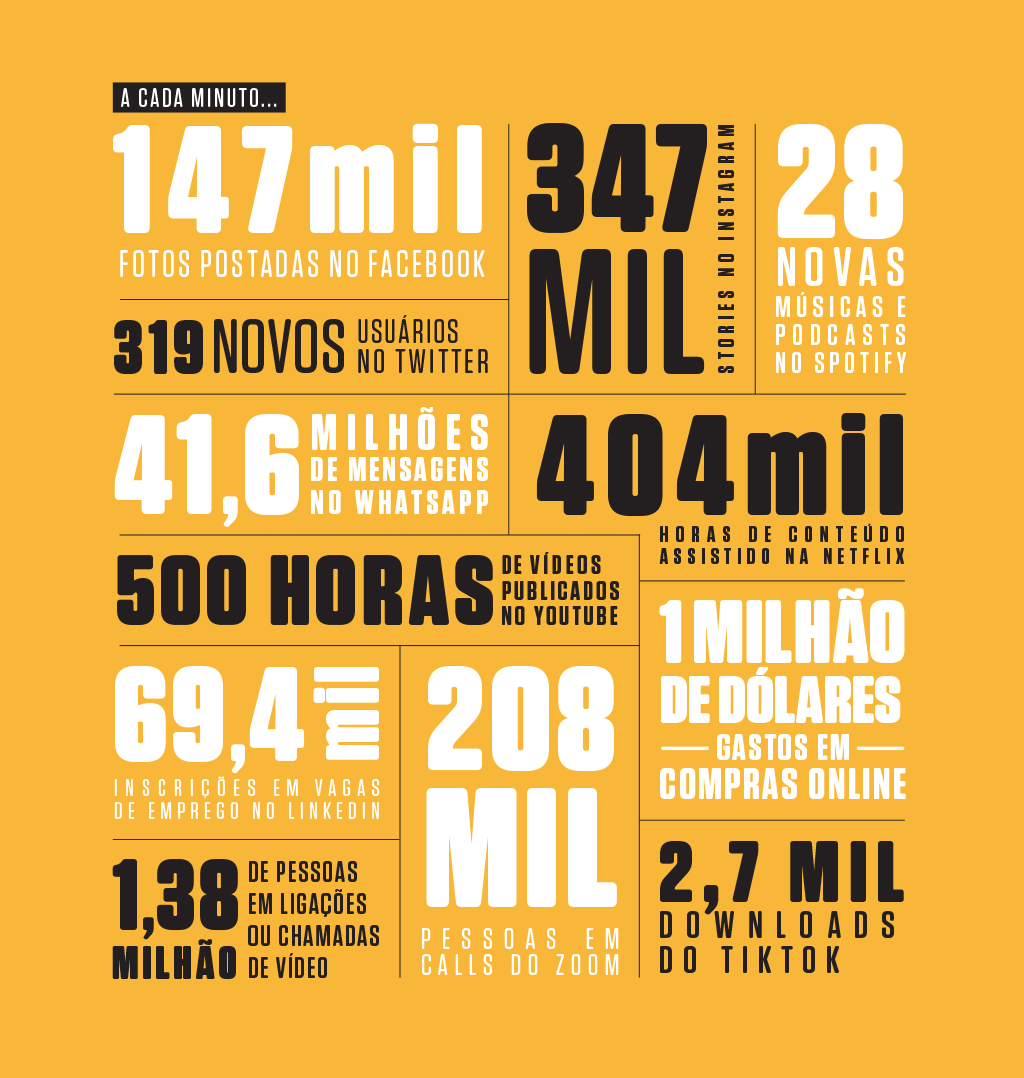 A CADA MINUTO...
147mil
FOTOS POSTADAS NO FACEBOOK
347
MIL
STORIES NO INSTAGRAM
28
NOVAS
MÚSICAS E
PODCASTS
NO SPOTIFY
319 NOVOS
USUÁRIOS
NO TWITTER
41,6
MILHÕES
DE MENSAGENS
NO WHATSAPP
404mil
HORAS DE CONTEÚDO
ASSISTIDO NA NETFLIX
500 HORAS
DE VÍDEOS
PUBLICADOS
NO YOUTUBE
1 MILHÃO
DE DÓLARES
GASTOS EM
COMPRAS ONLINE
69,4 mil
INSCRIÇÕES EM VAGAS
DE EMPREGO NO LINKEDIN
208
MIL
PESSOAS EM
CALLS DO ZOOM
1,38
MILHÃO
DE PESSOAS
EM LIGAÇÕES
OU CHAMADAS
DE VÍDEO
2,7 MIL
DOWNLOADS
DO TIKTOK